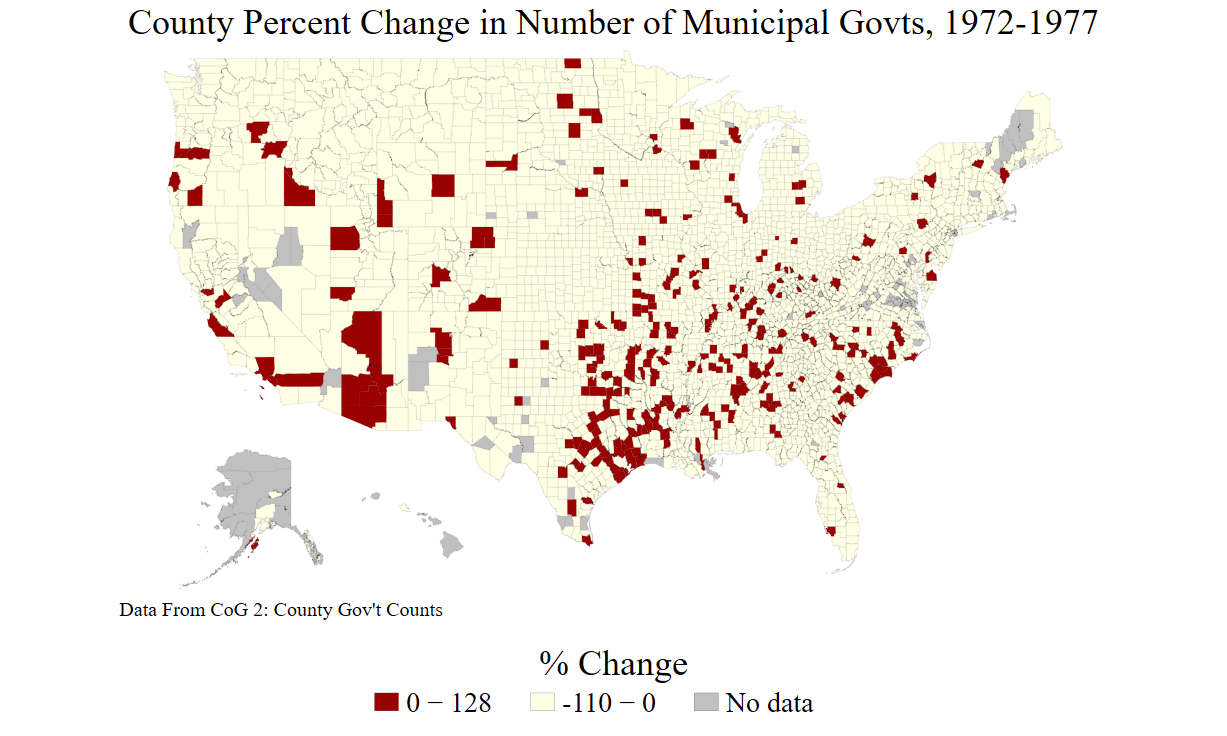 County Percent Change in Number of Municipal Govts, 1972-1977
Data From CoG 2: County Gov't Counts
% Change
0 − 128
-110 − 0
No data